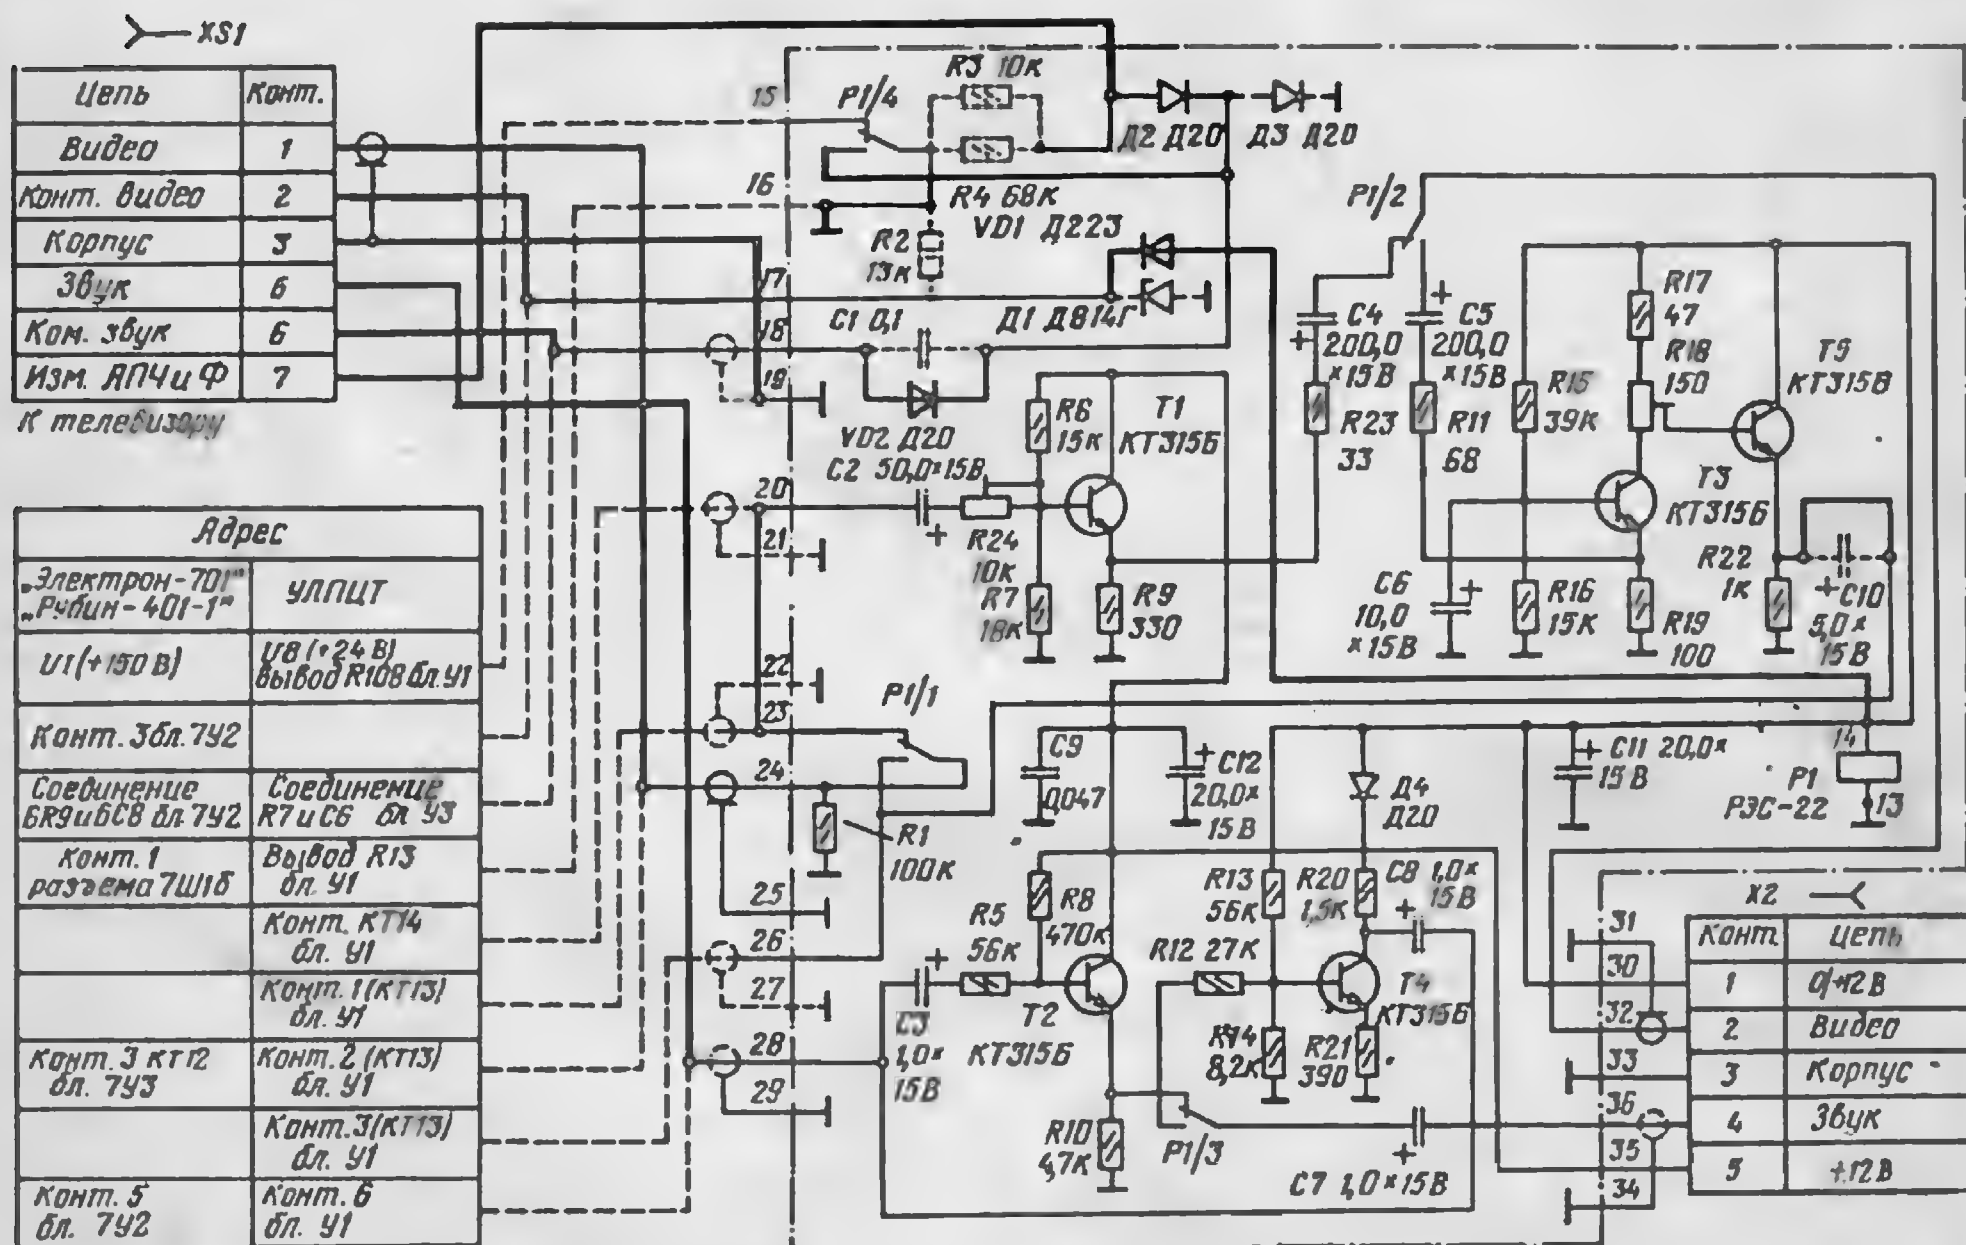 XS1
Цепь Конт.
Видео 1
Конт. видео 2
Корпус 3
Звук 6
Ком. звук 6
Изм. АПЧиФ 7
К телевизору
Адрес
„Электрон-701"
„Рубин-401-1"
УЛПЦТ
U1(+150 В)
U8 (+24 В)
Вывод R108 бл. У1
Конт. 3 бл. 7У2
Соединение
6R9 и 6С8 бл. 7У2
Соединение
R7 и С6 бл. У3
Конт. 1
разъема 7Ш1б
Вывод R13
бл. У1
Конт. КТ14
бл. У1
Конт. 1 (КТ13)
бл. У1
Конт. 3 КТ12
бл. 7У3
Конт. 2 (КТ13)
бл. У1
Конт. 3 (КТ13)
бл. У1
Конт. 5
бл. 7У2
Конт. 6
бл. У1
15
16
17
18
19
20
21
22
23
24
25
26
27
28
29
P1/4
R3 10к
R4 68к
R2
13к
VD1 Д223
Д2 Д20
Д3 Д20
Д1 Д814Г
С1 0,1
VD2 Д20
С2 50,0×15В
R24
10к
R6
15к
R7
18к
Т1
КТ315Б
R9
330
P1/2
С4
200,0
×15В
R23
33
С5
200,0
×15В
R11
68
С6
10,0
×15В
R15
39к
R16
15к
R17
47
R18
150
Т3
КТ315Б
R19
100
Т5
КТ315В
R22
1к
С10
5,0×
15В
P1/1
R1
100к
С9
0,047
С12
20,0×
15В
Д4
Д20
С11 20,0×
15В
14
P1
РЭС-22
13
R5
56к
R8
470к
С3
1,0×
15В
Т2
КТ315Б
R10
4,7к
R12 27к
R13
56к
R20
1,5к
С8 1,0×
15В
Т4
КТ315Б
R14
8,2к
R21
390
P1/3
С7 1,0×15В
31
30
32
33
36
35
34
X2
Конт Цепь
1 0/+12В
2 Видео
3 Корпус
4 Звук
5 +12В